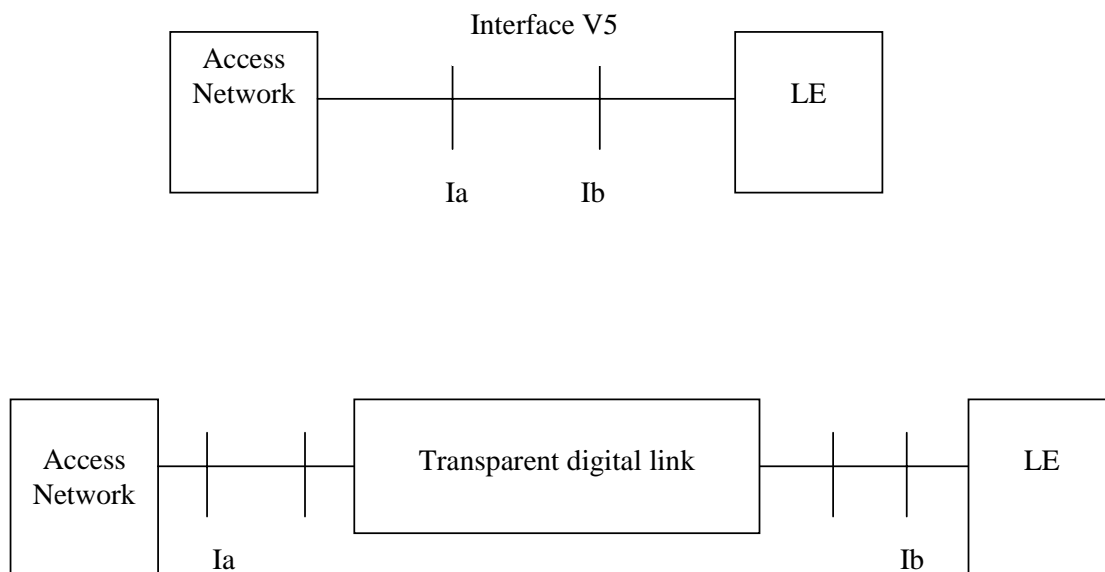 Interface V5
Access
Network
LE
Ia
Ib
Access
Network
Transparent digital link
LE
Ia
Ib